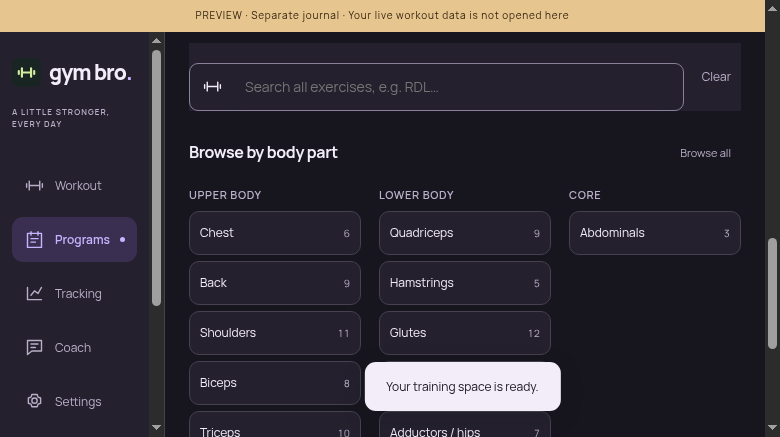 PREVIEW · Separate journal · Your live workout data is not opened here
gym bro.
A LITTLE STRONGER,
EVERY DAY
Workout
Programs
Tracking
Coach
Settings
Search all exercises, e.g. RDL...
Clear
Browse by body part
Browse all
UPPER BODY
Chest 6
Back 9
Shoulders 11
Biceps 8
Triceps 10
LOWER BODY
Quadriceps 9
Hamstrings 5
Glutes 12
Adductors / hips 7
CORE
Abdominals 3
Your training space is ready.